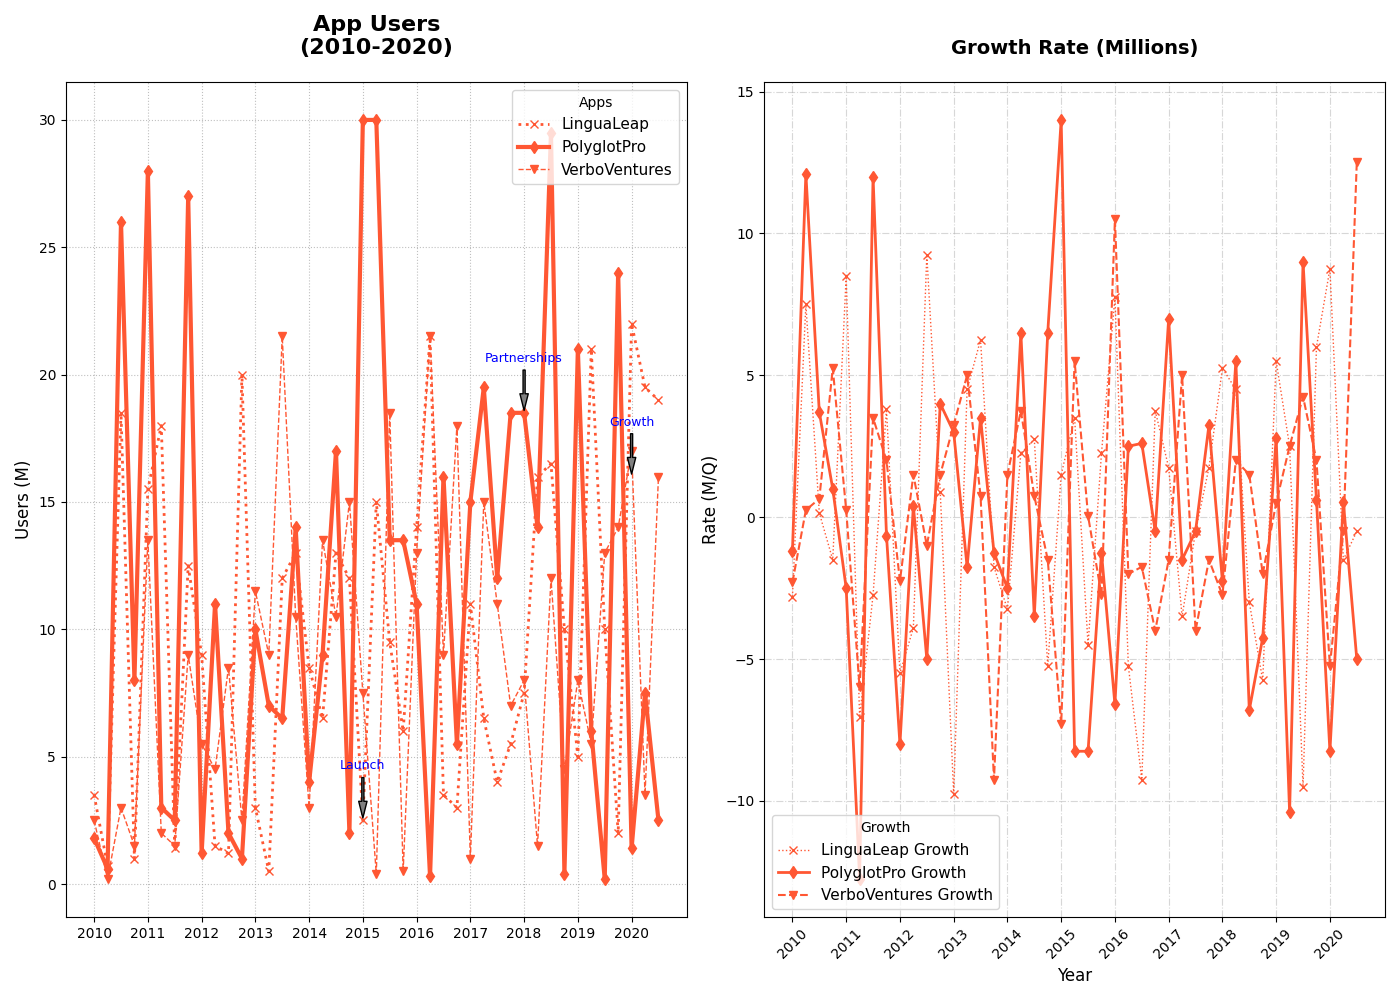 App Users
(2010-2020)
Users (M)
30
25
20
15
10
5
0
2010 2011 2012 2013 2014 2015 2016 2017 2018 2019 2020
Apps
LinguaLeap
PolyglotPro
VerboVentures
Partnerships
Growth
Launch
Growth Rate (Millions)
Rate (M/Q)
15
10
5
0
−5
−10
Growth
LinguaLeap Growth
PolyglotPro Growth
VerboVentures Growth
2010 2011 2012 2013 2014 2015 2016 2017 2018 2019 2020
Year